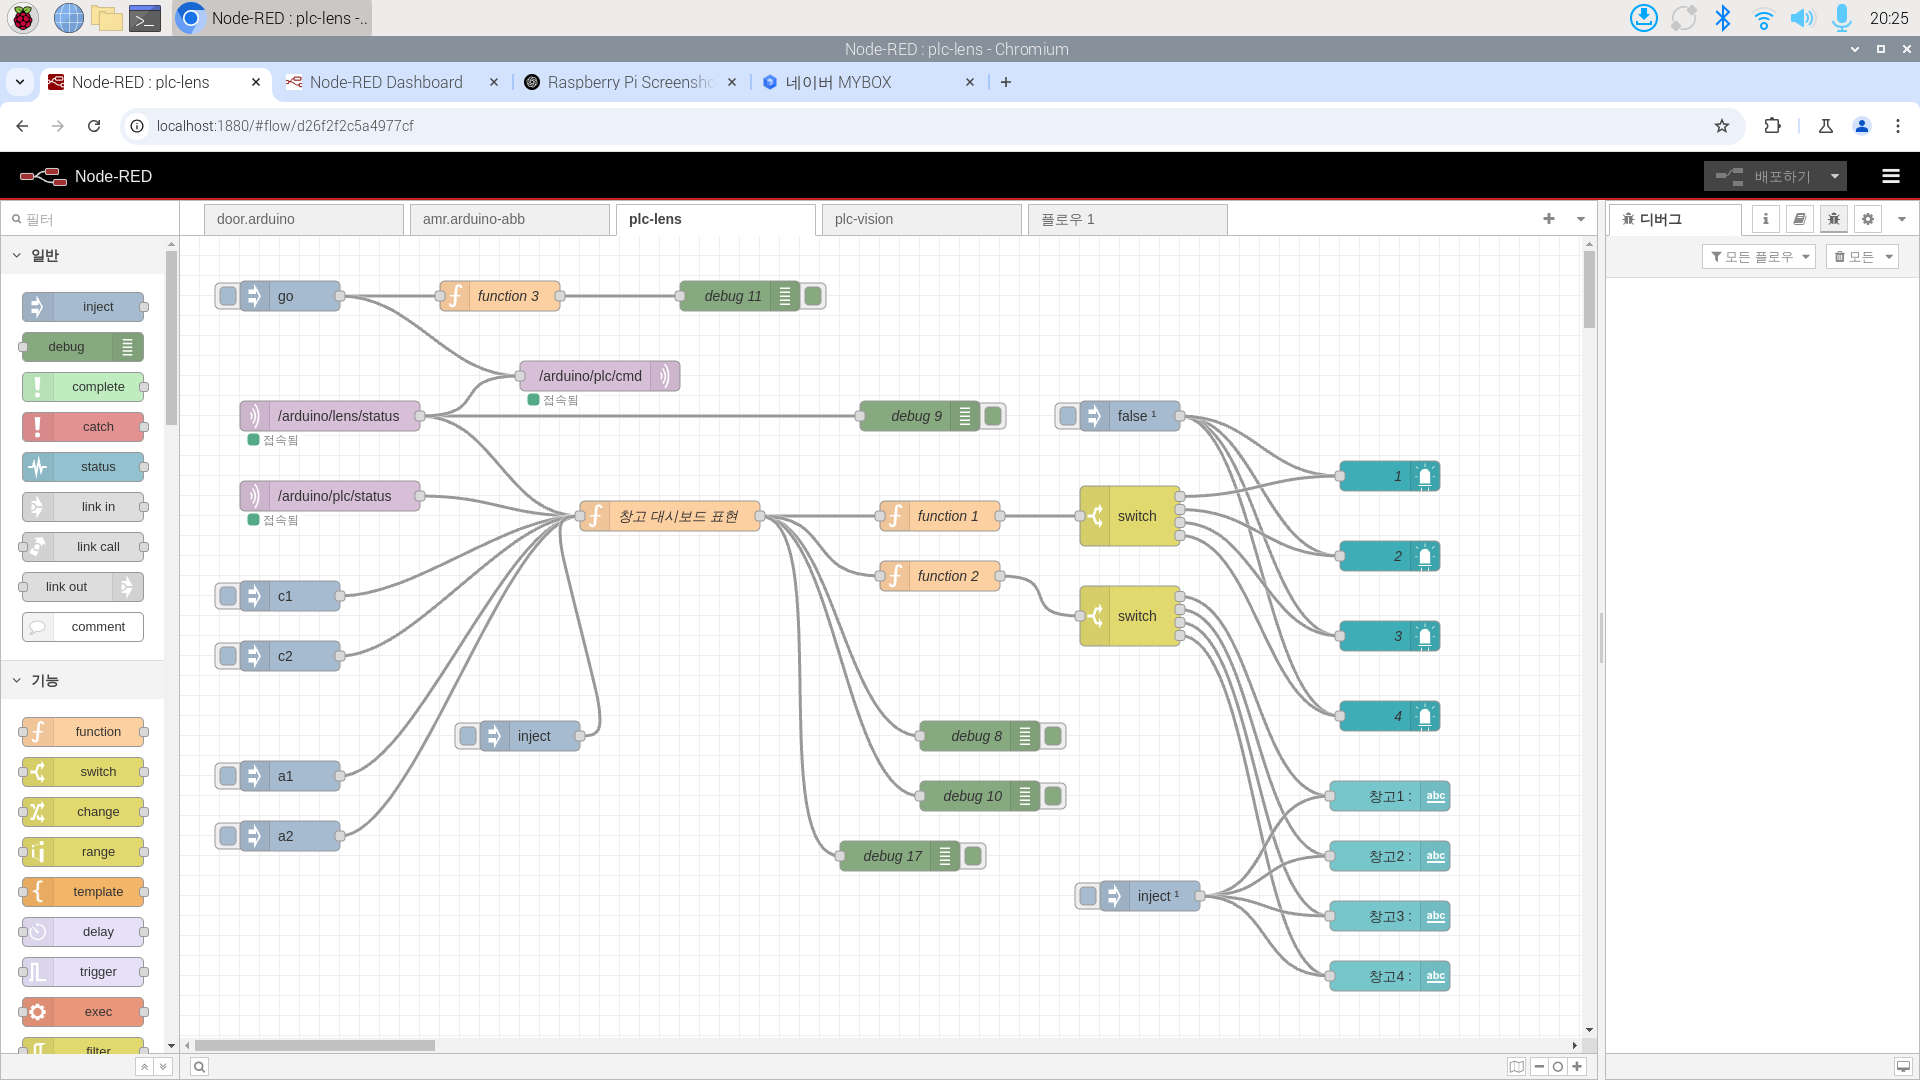 Node-RED : plc-lens -..
20:25
Node-RED : plc-lens - Chromium
Node-RED : plc-lens
Node-RED Dashboard
Raspberry Pi Screensho
네이버 MYBOX
localhost:1880/#flow/d26f2f2c5a4977cf
Node-RED
배포하기
필터
door.arduino
amr.arduino-abb
plc-lens
plc-vision
플로우 1
디버그
모든 플로우
모든
일반
inject
debug
complete
catch
status
link in
link call
link out
comment
기능
function
switch
change
range
template
delay
trigger
exec
filter
go
function 3
debug 11
/arduino/plc/cmd
접속됨
/arduino/lens/status
접속됨
debug 9
false ¹
/arduino/plc/status
접속됨
창고 대시보드 표현
function 1
switch
function 2
switch
1
2
3
4
c1
c2
inject
a1
a2
debug 8
debug 10
debug 17
inject ¹
창고1 :
abc
창고2 :
abc
창고3 :
abc
창고4 :
abc